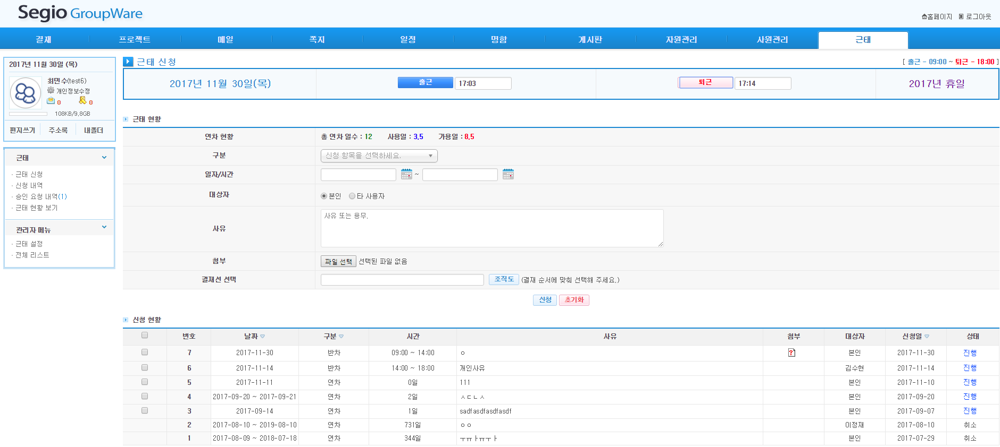 Segio GroupWare
홈페이지 로그아웃
결재 프로젝트 메일 쪽지 일정 명함 게시판 자원관리 사원관리 근태
2017년 11월 30일 (목)
최민수(test6)
개인정보수정
0 0
108KB/9.8GB
편지쓰기 주소록 내폴더
근태
· 근태 신청
· 신청 내역
· 승인 요청 내역(1)
· 근태 현황 보기
관리자 메뉴
· 근태 설정
· 전체 리스트
근태 신청 [ 출근 - 09:00 ~ 퇴근 - 18:00 ]
2017년 11월 30일(목) 출근 17:03 퇴근 17:14 2017년 휴일
근태 현황
연차 현황 총 연차 일수 : 12 사용일 : 3.5 가용일 : 8.5
구분 신청 항목을 선택하세요.
일자/시간 ~
대상자 본인 타 사용자
사유 사유 또는 용무.
첨부 파일 선택 선택된 파일 없음
결재선 선택 조직도 (결재 순서에 맞춰 선택해 주세요.)
신청 초기화
신청 현황
번호 날짜 구분 시간 사유 첨부 대상자 신청일 상태
7 2017-11-30 반차 09:00 ~ 14:00 ㅇ 본인 2017-11-30 진행
6 2017-11-14 반차 14:00 ~ 18:00 개인사유 김수현 2017-11-14 진행
5 2017-11-11 연차 0일 111 본인 2017-11-10 진행
4 2017-09-20 ~ 2017-09-21 연차 2일 ㅅㄷㄴㅅ 본인 2017-09-20 진행
3 2017-09-14 연차 1일 sadfasdfasdfasdf 본인 2017-09-07 진행
2 2017-08-10 ~ 2019-08-10 연차 731일 ㅇㅇ 이정재 2017-08-10 취소
1 2017-08-09 ~ 2018-07-18 연차 344일 ㅜㅠㅏㅠㅜㅏ 본인 2017-07-29 취소